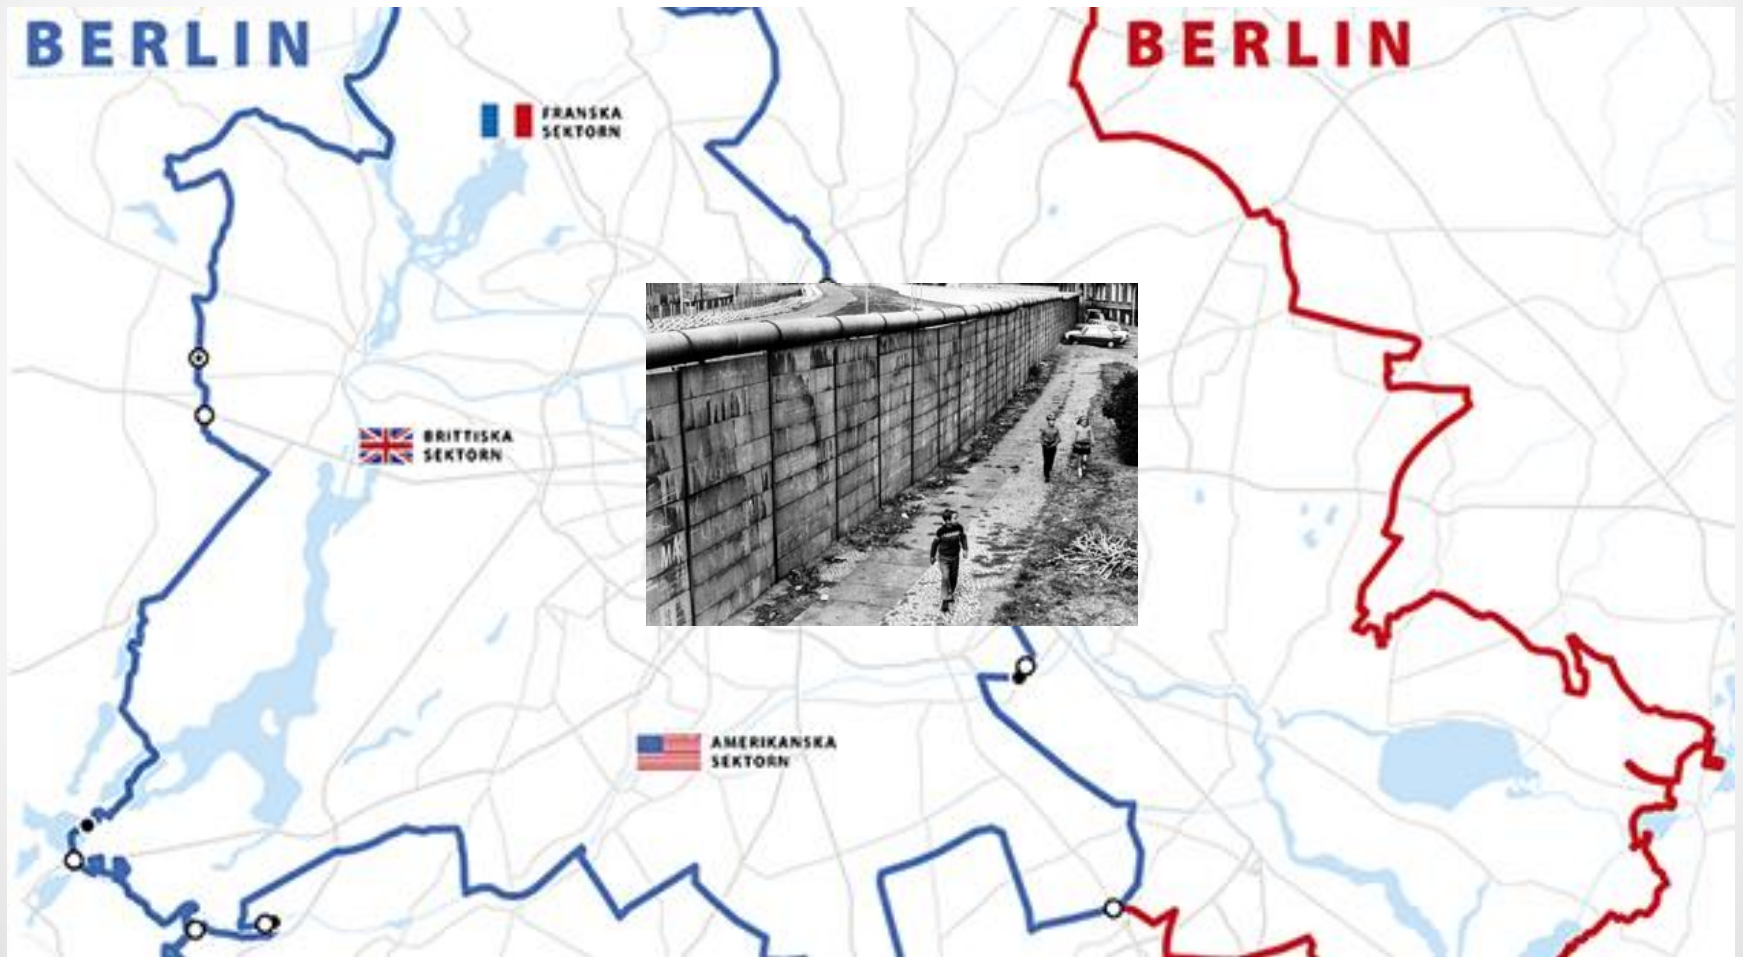 BERLIN
BERLIN
FRANSKA
SEKTORN
BRITTISKA
SEKTORN
AMERIKANSKA
SEKTORN